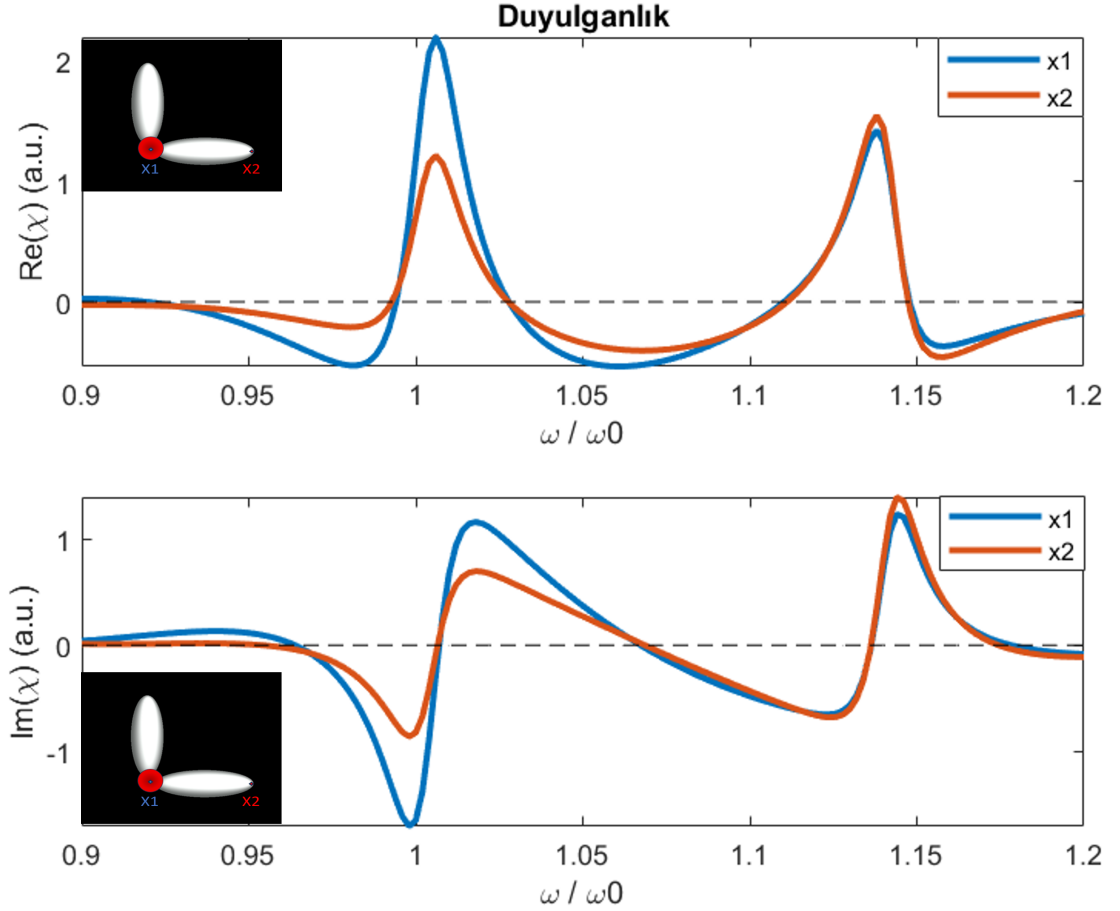 Duyulganlık
2
1
0
Re(χ) (a.u.)
x1
x2
X1
X2
0.9
0.95
1
1.05
1.1
1.15
1.2
ω / ω0
1
0
-1
Im(χ) (a.u.)
x1
x2
X1
X2
0.9
0.95
1
1.05
1.1
1.15
1.2
ω / ω0